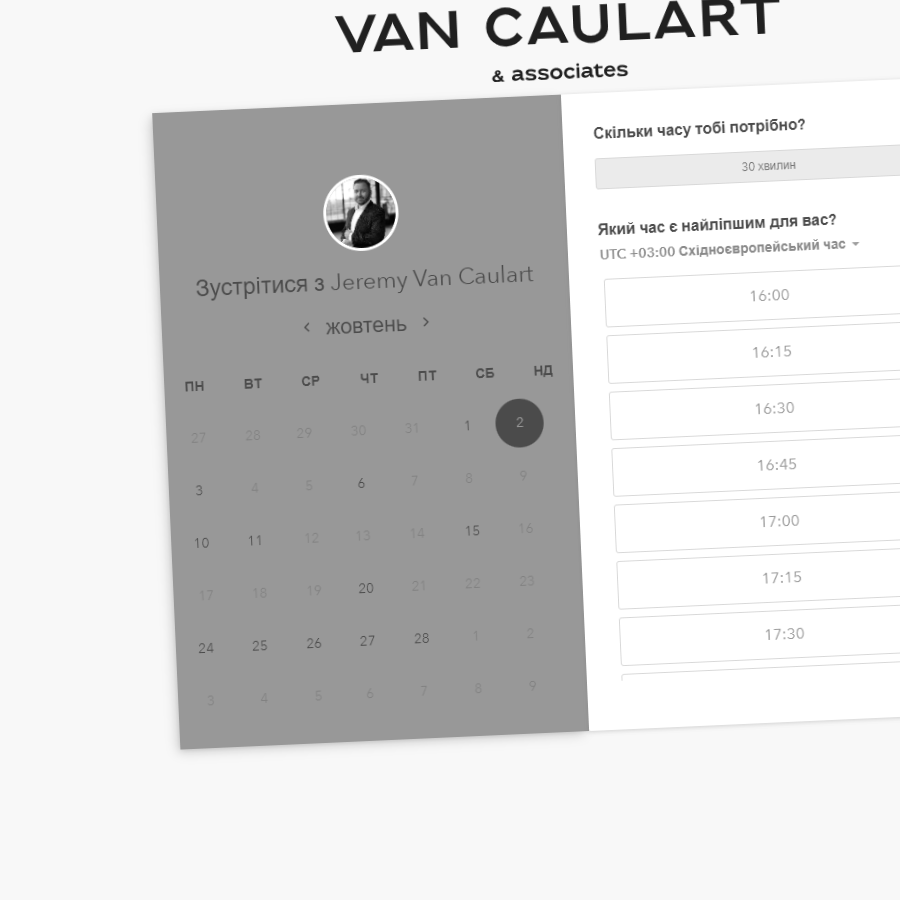 VAN CAULART
& associates
Зустрітися з Jeremy Van Caulart
жовтень
ПН ВТ СР ЧТ ПТ СБ НД
27 28 29 30 31 1 2
3 4 5 6 7 8 9
10 11 12 13 14 15 16
17 18 19 20 21 22 23
24 25 26 27 28 1 2
3 4 5 6 7 8 9
Скільки часу тобі потрібно?
30 хвилин
Який час є найліпшим для вас?
UTC +03:00 Східноєвропейський час
16:00
16:15
16:30
16:45
17:00
17:15
17:30